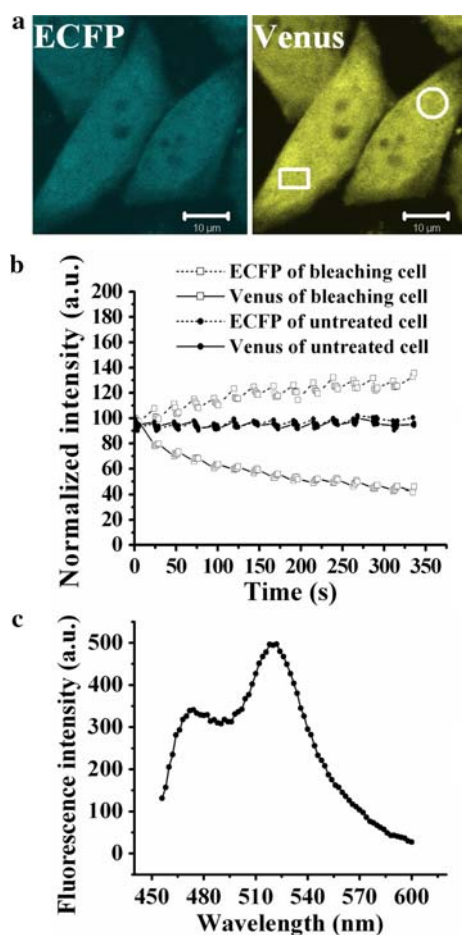 a
ECFP
Venus
10 µm
10 µm
b
ECFP of bleaching cell
Venus of bleaching cell
ECFP of untreated cell
Venus of untreated cell
Normalized intensity (a.u.)
200
180
160
140
120
100
80
60
40
20
0
0 50 100 150 200 250 300 350
Time (s)
c
Fluorescence intensity (a.u.)
500
400
300
200
100
0
450 480 510 540 570 600
Wavelength (nm)